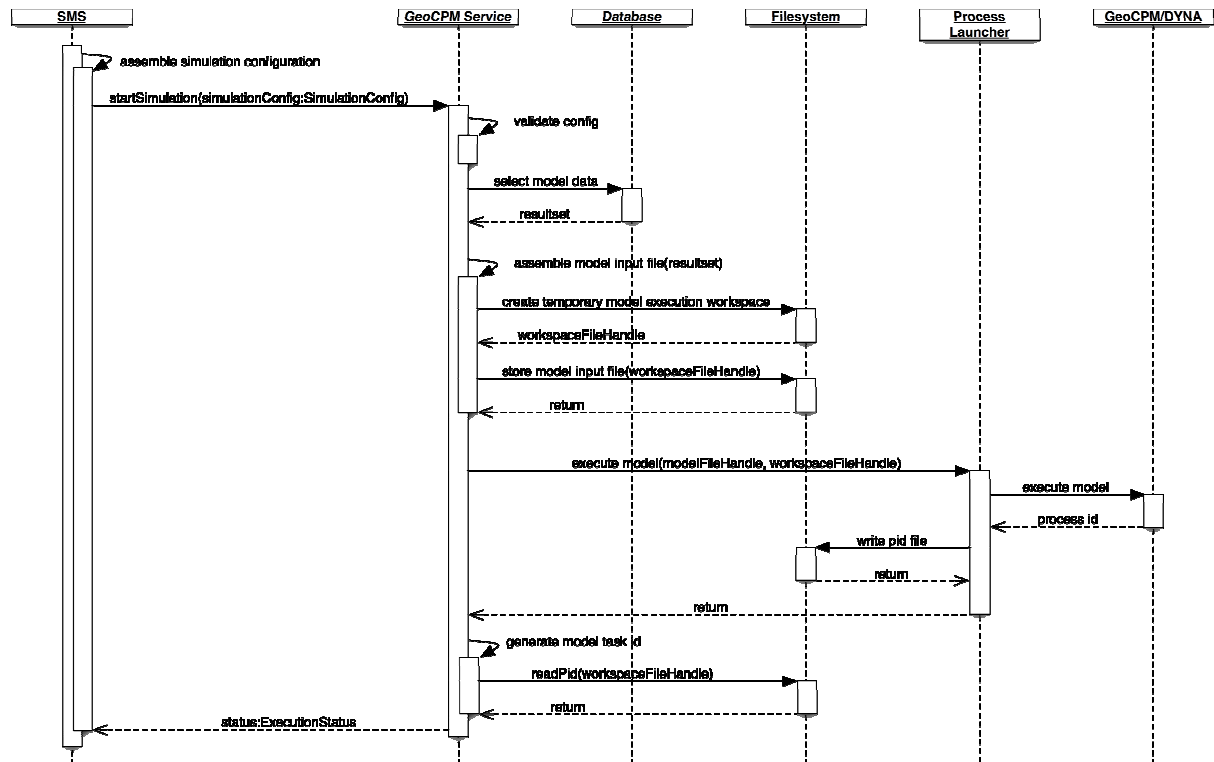 SMS
GeoCPM Service
Database
Filesystem
Process
Launcher
GeoCPM/DYNA
assemble simulation configuration
startSimulation(simulationConfig:SimulationConfig)
validate config
select model data
resultset
assemble model input file(resultset)
create temporary model execution workspace
workspaceFileHandle
store model input file(workspaceFileHandle)
return
execute model(modelFileHandle, workspaceFileHandle)
execute model
process id
write pid file
return
return
generate model task id
readPid(workspaceFileHandle)
return
status:ExecutionStatus